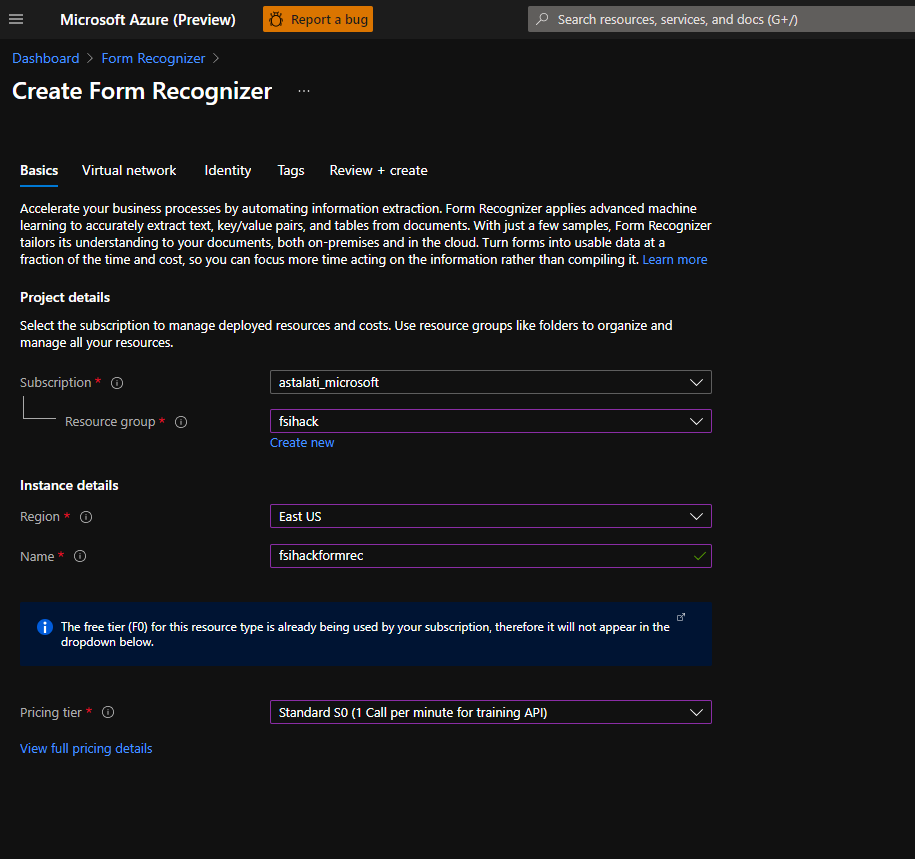 Microsoft Azure (Preview)
Report a bug
Search resources, services, and docs (G+/)
Dashboard > Form Recognizer >
Create Form Recognizer ...
Basics Virtual network Identity Tags Review + create
Accelerate your business processes by automating information extraction. Form Recognizer applies advanced machine
learning to accurately extract text, key/value pairs, and tables from documents. With just a few samples, Form Recognizer
tailors its understanding to your documents, both on-premises and in the cloud. Turn forms into usable data at a
fraction of the time and cost, so you can focus more time acting on the information rather than compiling it. Learn more
Project details
Select the subscription to manage deployed resources and costs. Use resource groups like folders to organize and
manage all your resources.
Subscription *
astalati_microsoft
Resource group *
fsihack
Create new
Instance details
Region *
East US
Name *
fsihackformrec
The free tier (F0) for this resource type is already being used by your subscription, therefore it will not appear in the
dropdown below.
Pricing tier *
Standard S0 (1 Call per minute for training API)
View full pricing details